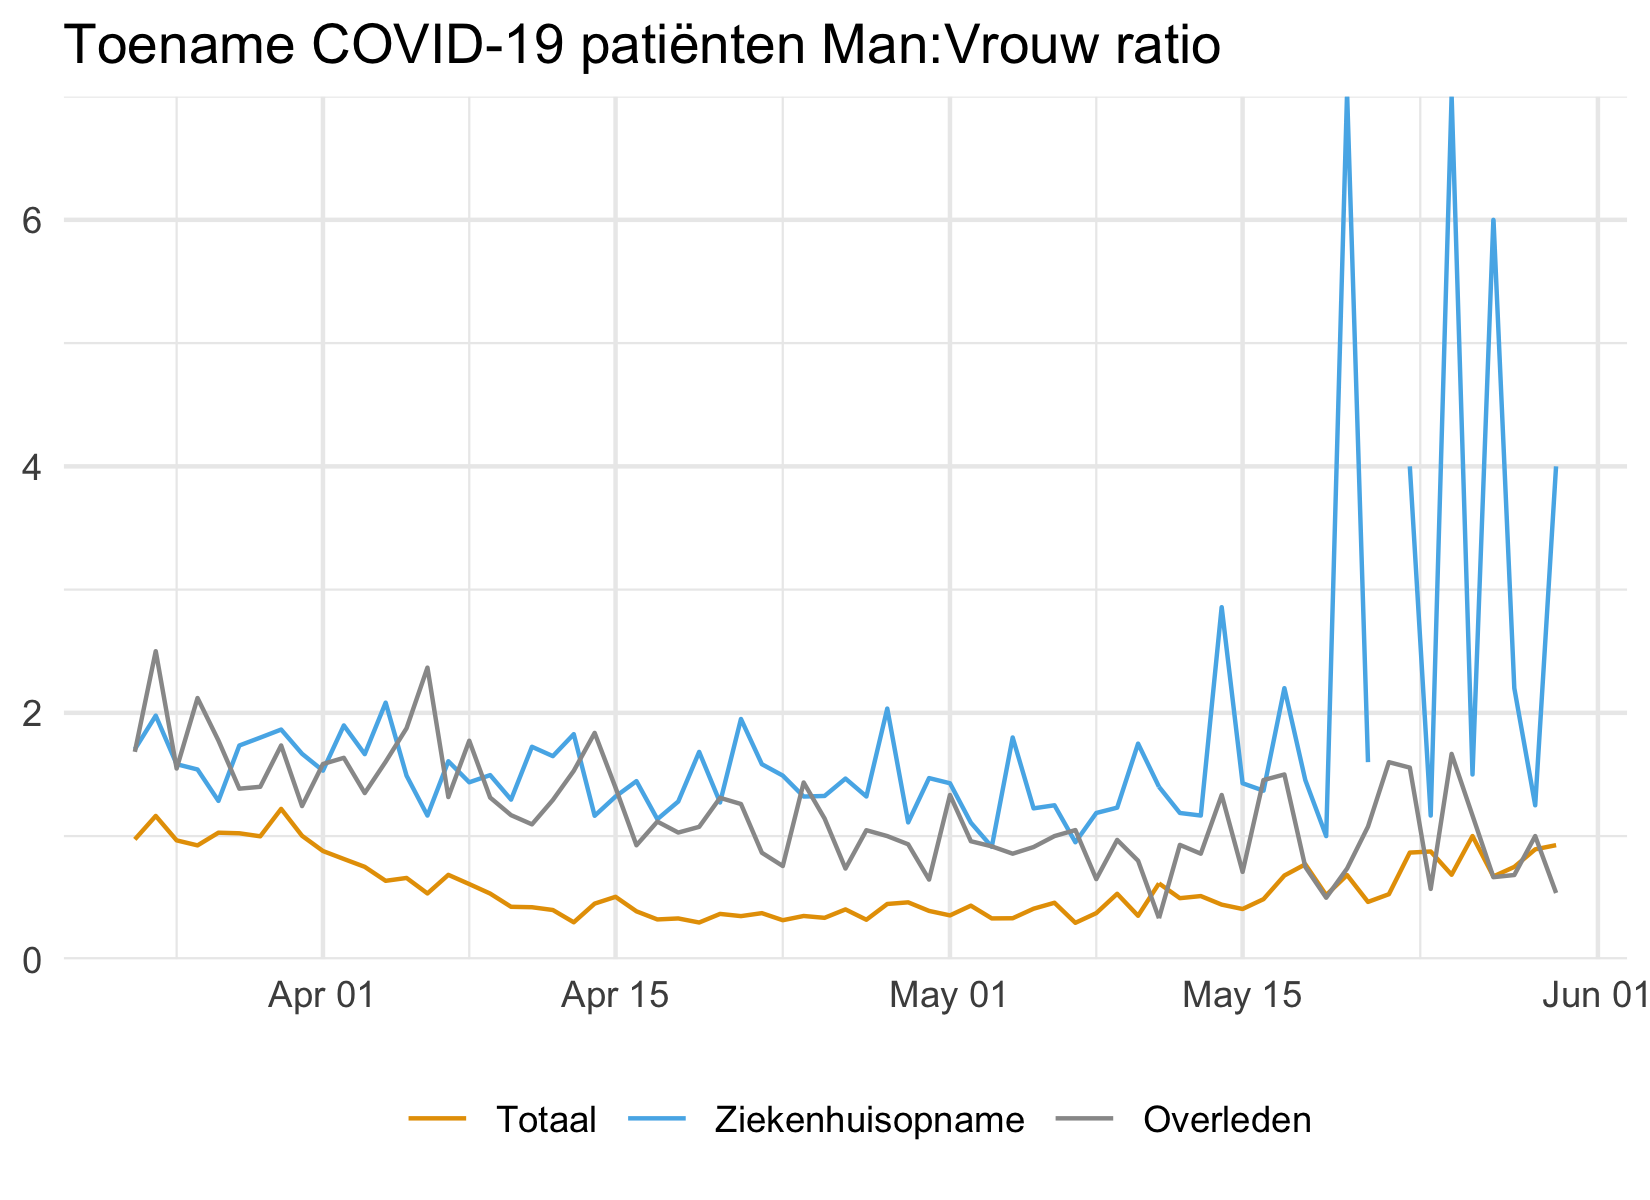 Toename COVID-19 patiënten Man:Vrouw ratio
6
4
2
0
Apr 01 Apr 15 May 01 May 15 Jun 01
Totaal Ziekenhuisopname Overleden